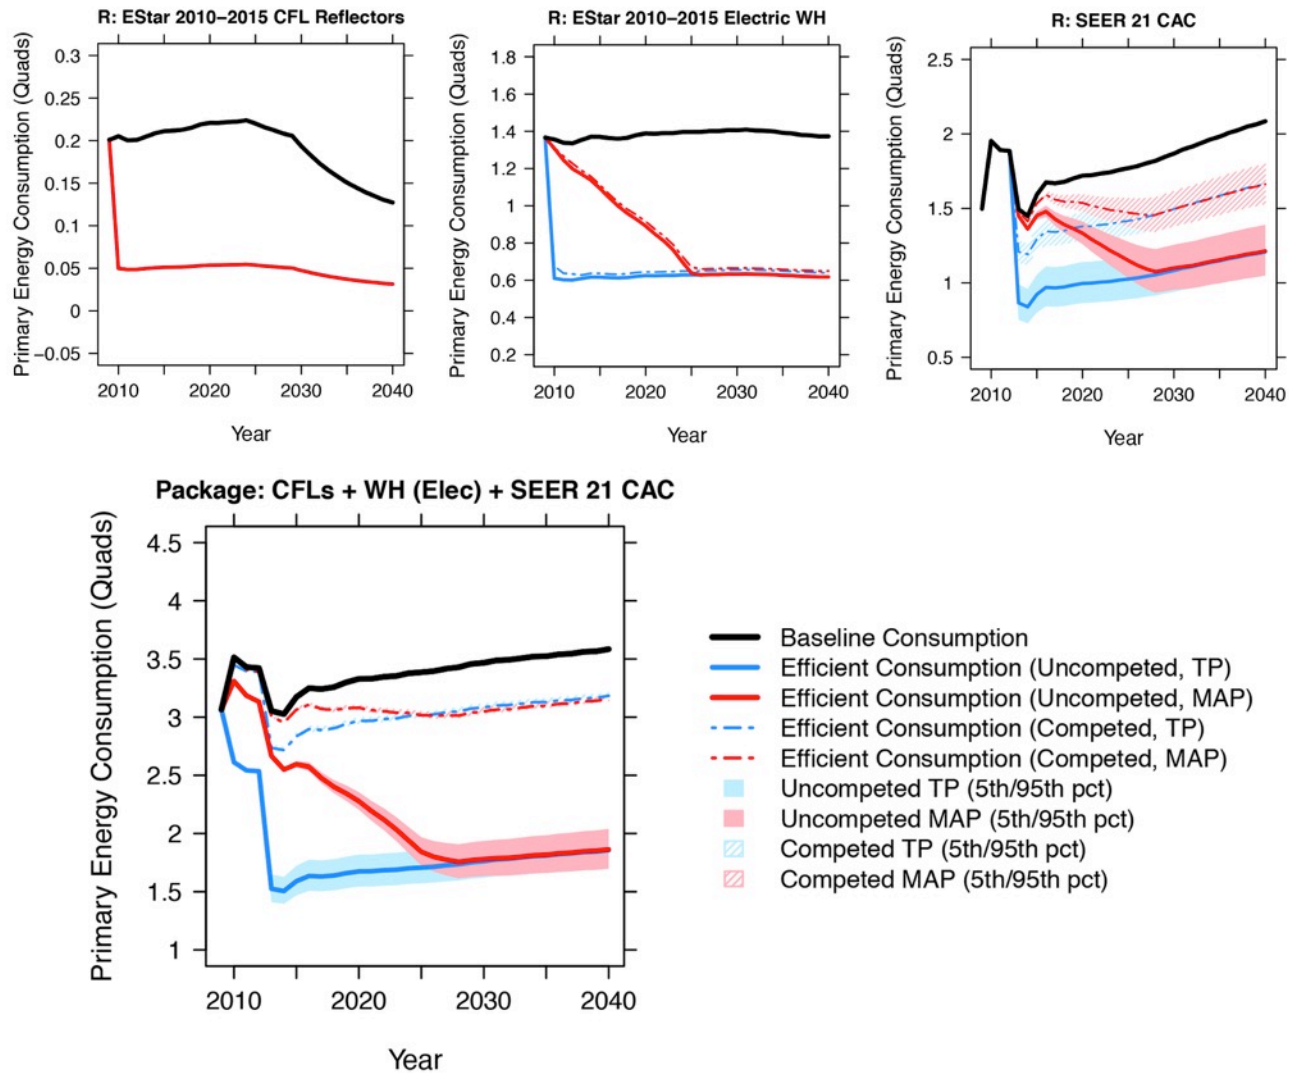 R: EStar 2010–2015 CFL Reflectors
Primary Energy Consumption (Quads)
0.3
0.25
0.2
0.15
0.1
0.05
0
−0.05
2010 2020 2030 2040
Year
R: EStar 2010–2015 Electric WH
Primary Energy Consumption (Quads)
1.8
1.6
1.4
1.2
1
0.8
0.6
0.4
0.2
2010 2020 2030 2040
Year
R: SEER 21 CAC
Primary Energy Consumption (Quads)
2.5
2
1.5
1
0.5
2010 2020 2030 2040
Year
Package: CFLs + WH (Elec) + SEER 21 CAC
Primary Energy Consumption (Quads)
4.5
4
3.5
3
2.5
2
1.5
1
2010 2020 2030 2040
Year
Baseline Consumption
Efficient Consumption (Uncompeted, TP)
Efficient Consumption (Uncompeted, MAP)
Efficient Consumption (Competed, TP)
Efficient Consumption (Competed, MAP)
Uncompeted TP (5th/95th pct)
Uncompeted MAP (5th/95th pct)
Competed TP (5th/95th pct)
Competed MAP (5th/95th pct)